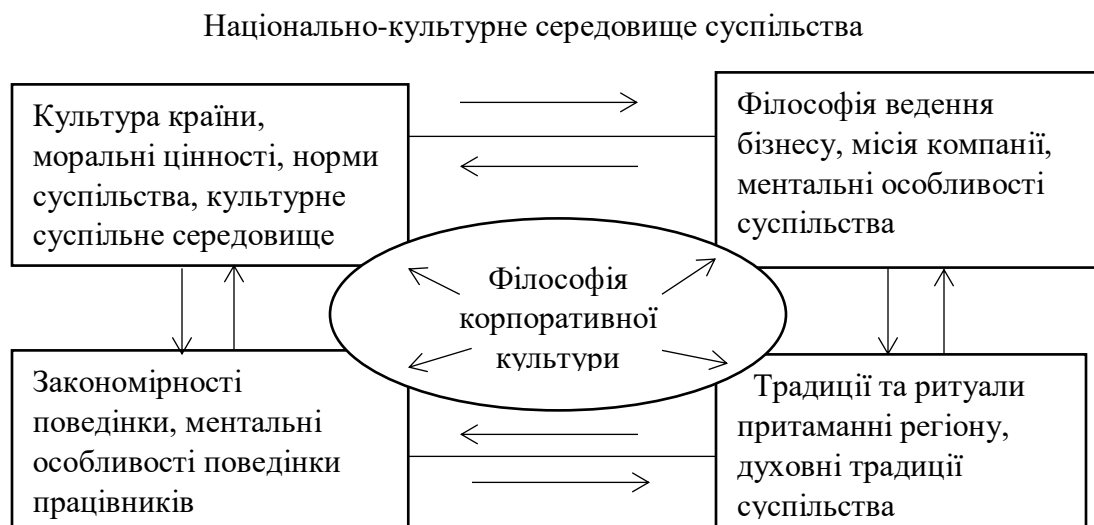 Національно-культурне середовище суспільства
Культура країни,
моральні цінності, норми
суспільства, культурне
суспільне середовище
Філософія ведення
бізнесу, місія компанії,
ментальні особливості
суспільства
Філософія
корпоративної
культури
Закономірності
поведінки, ментальні
особливості поведінки
працівників
Традиції та ритуали
притаманні регіону,
духовні традиції
суспільства